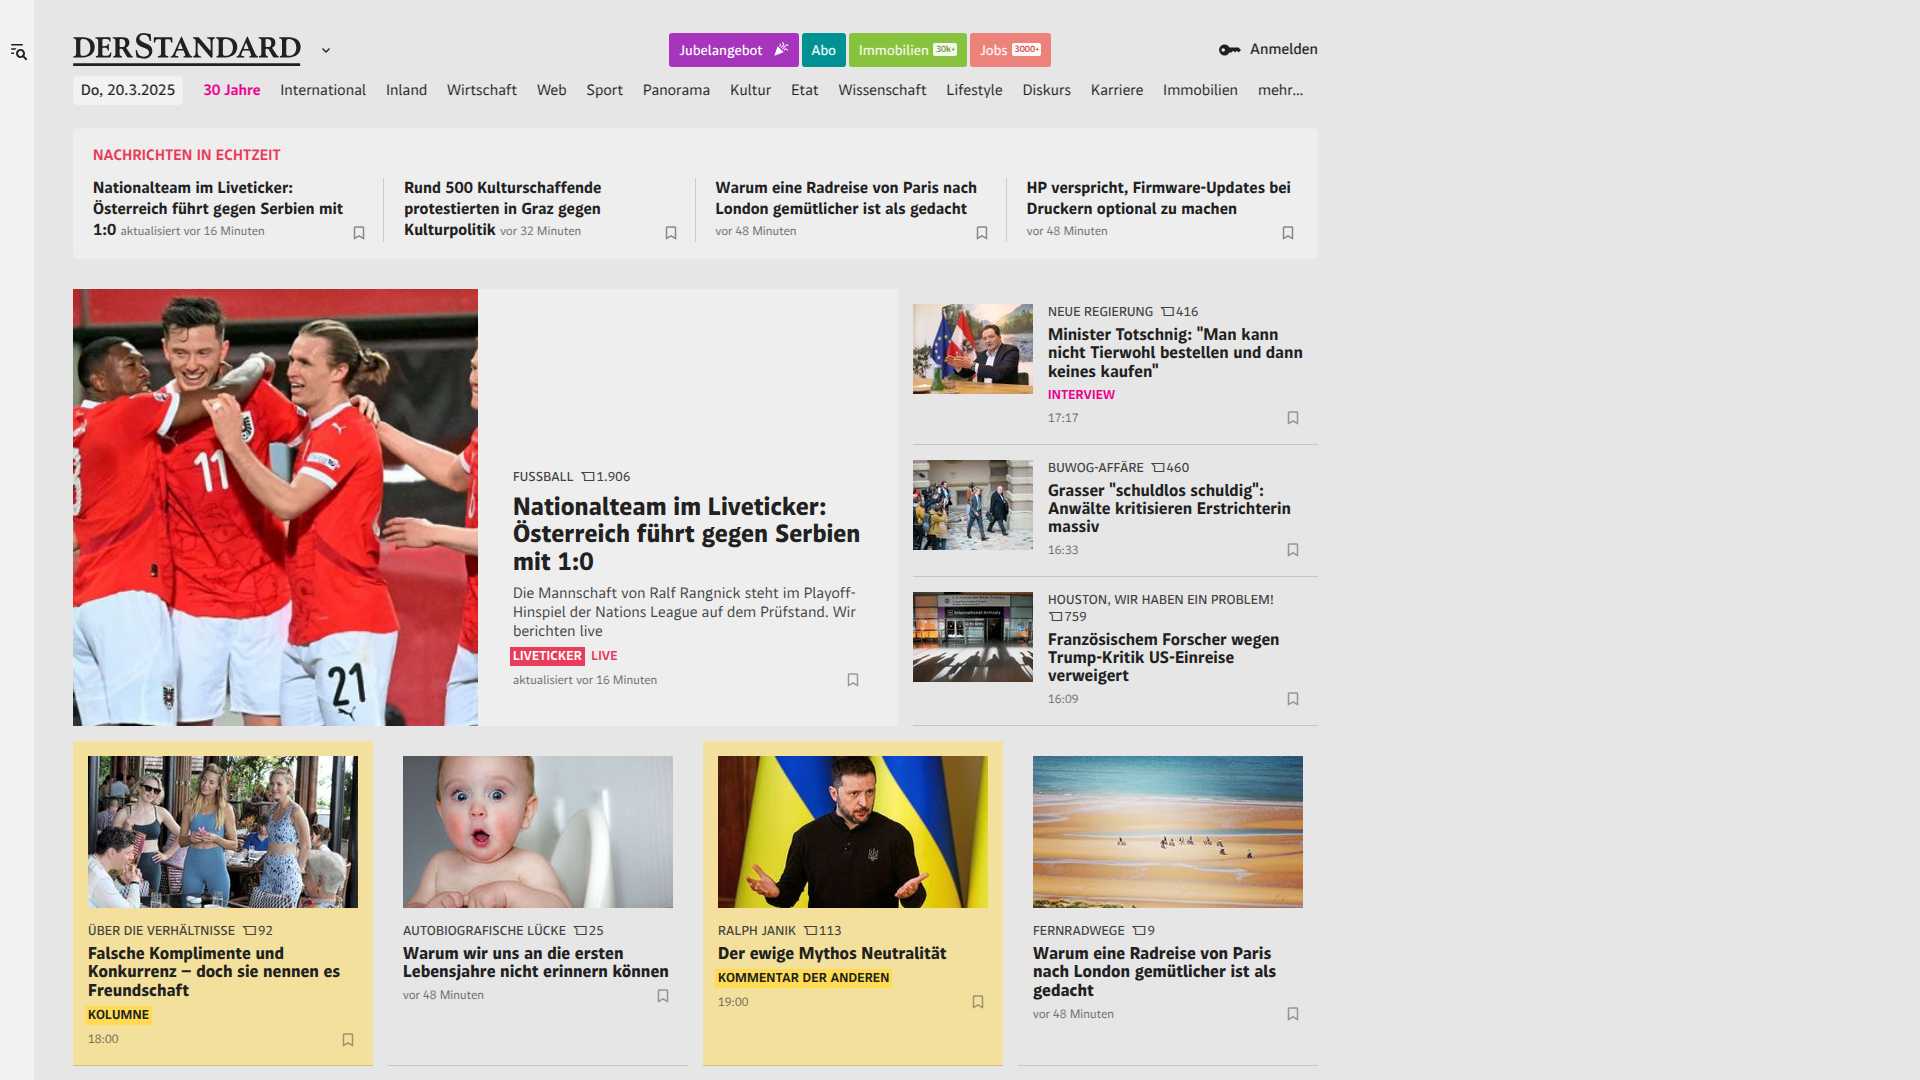 DERSTANDARD
Jubelangebot
Abo
Immobilien 30k+
Jobs 3000+
Anmelden
Do, 20.3.2025
30 Jahre
International
Inland
Wirtschaft
Web
Sport
Panorama
Kultur
Etat
Wissenschaft
Lifestyle
Diskurs
Karriere
Immobilien
mehr...
NACHRICHTEN IN ECHTZEIT
Nationalteam im Liveticker:
Österreich führt gegen Serbien mit
1:0 aktualisiert vor 16 Minuten
Rund 500 Kulturschaffende
protestierten in Graz gegen
Kulturpolitik vor 32 Minuten
Warum eine Radreise von Paris nach
London gemütlicher ist als gedacht
vor 48 Minuten
HP verspricht, Firmware-Updates bei
Druckern optional zu machen
vor 48 Minuten
11
21
FUSSBALL 1.906
Nationalteam im Liveticker:
Österreich führt gegen Serbien
mit 1:0
Die Mannschaft von Ralf Rangnick steht im Playoff-
Hinspiel der Nations League auf dem Prüfstand. Wir
berichten live
LIVETICKER LIVE
aktualisiert vor 16 Minuten
NEUE REGIERUNG 416
Minister Totschnig: "Man kann
nicht Tierwohl bestellen und dann
keines kaufen"
INTERVIEW
17:17
BUWOG-AFFÄRE 460
Grasser "schuldlos schuldig":
Anwälte kritisieren Erstrichterin
massiv
16:33
HOUSTON, WIR HABEN EIN PROBLEM!
759
Französischem Forscher wegen
Trump-Kritik US-Einreise
verweigert
16:09
ÜBER DIE VERHÄLTNISSE 92
Falsche Komplimente und
Konkurrenz – doch sie nennen es
Freundschaft
KOLUMNE
18:00
AUTOBIOGRAFISCHE LÜCKE 25
Warum wir uns an die ersten
Lebensjahre nicht erinnern können
vor 48 Minuten
RALPH JANIK 113
Der ewige Mythos Neutralität
KOMMENTAR DER ANDEREN
19:00
FERNRADWEGE 9
Warum eine Radreise von Paris
nach London gemütlicher ist als
gedacht
vor 48 Minuten